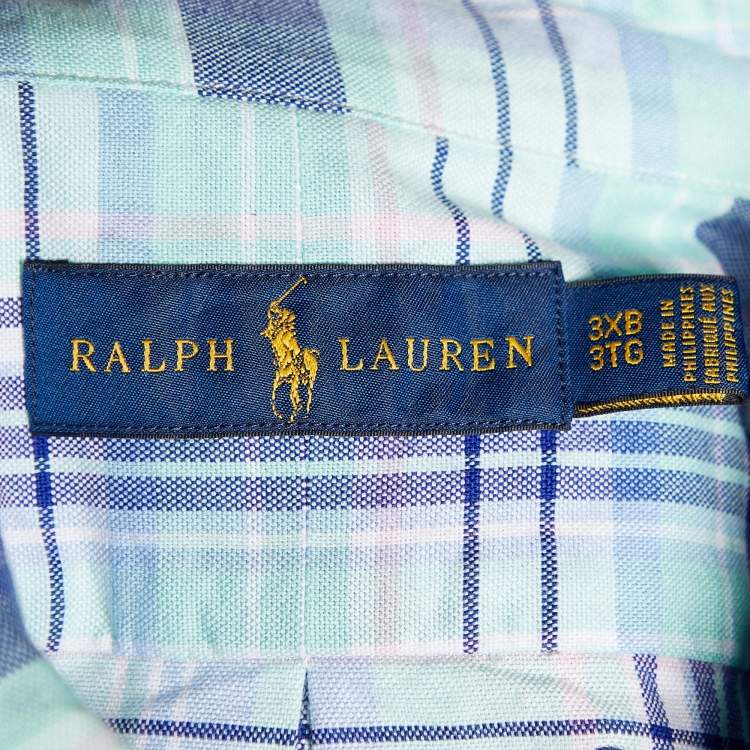 RALPH LAUREN
3XB
3TG
MADE IN
PHILIPPINES
FABRIQUÉ AUX
PHILIPPINES